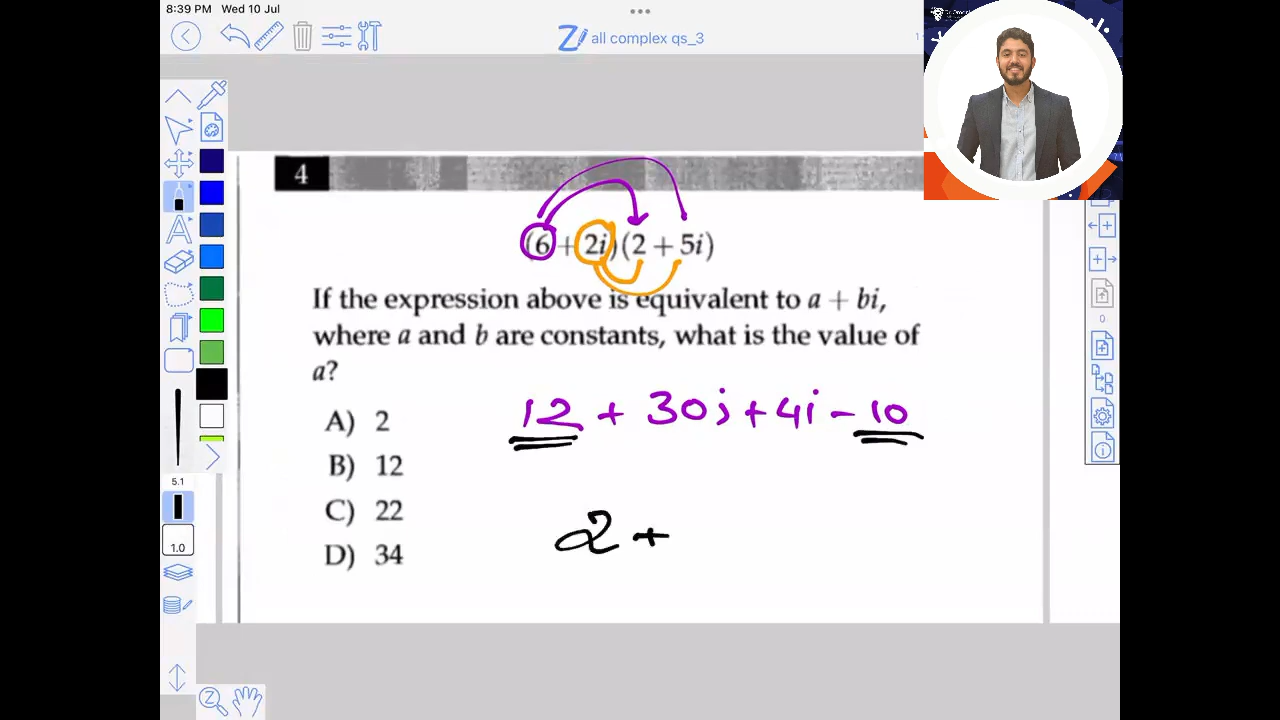 8:39 PM Wed 10 Jul
all complex qs_3
4
(6 + 2i)(2 + 5i)
If the expression above is equivalent to a + bi,
where a and b are constants, what is the value of
a?
A) 2
B) 12
C) 22
D) 34
12 + 30i + 4i - 10
2 +
5.1
1.0
0